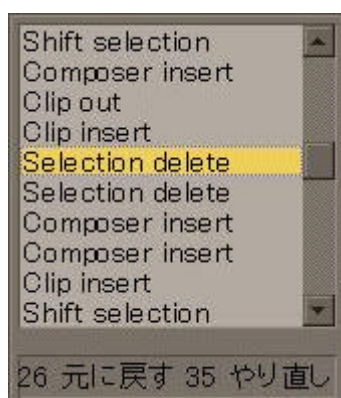 Shift selection
Composer insert
Clip out
Clip insert
Selection delete
Selection delete
Composer insert
Composer insert
Clip insert
Shift selection
26 元に戻す 35 やり直し